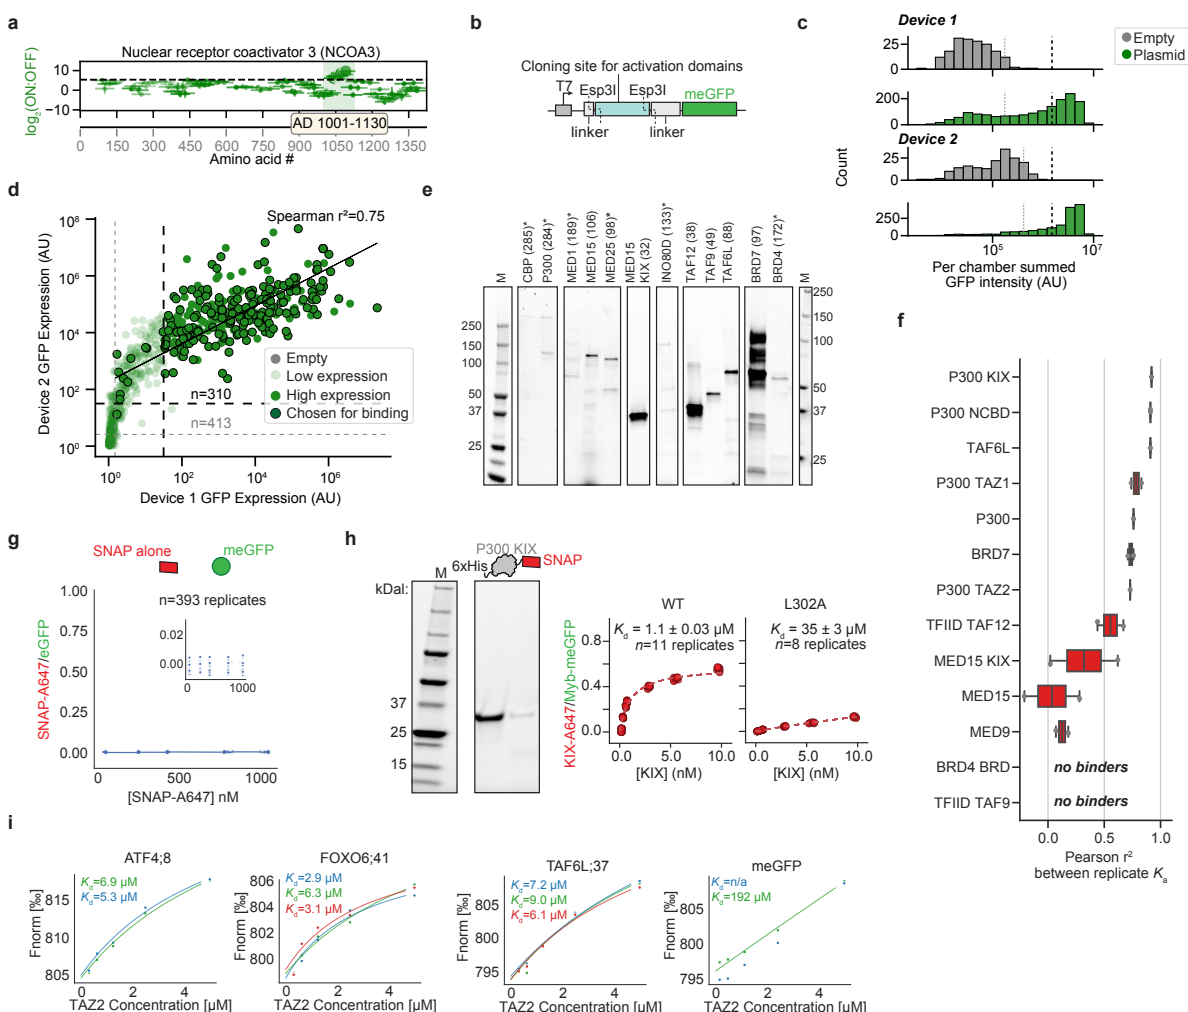 a
Nuclear receptor coactivator 3 (NCOA3)
log2(ON:OFF)
10
0
−10
AD 1001-1130
0
150
300
450
600
750
900
1050
1200
1350
Amino acid #
b
Cloning site for activation domains
T7
Esp3I
Esp3I
meGFP
linker
linker
c
Device 1
Empty
Plasmid
25
0
200
0
Device 2
25
0
250
0
Count
10⁷
Per chamber summed
GFP intensity (AU)
d
Spearman r²=0.75
Device 2 GFP Expression (AU)
10⁸
10⁶
10⁴
10²
10⁰
Empty
Low expression
High expression
Chosen for binding
n=310
n=413
10⁰
10²
10⁴
10⁶
Device 1 GFP Expression (AU)
e
M
CBP (285)*
P300 (284)*
MED1 (189)*
MED15 (106)
MED25 (98)*
MED15
KIX (32)
INO80D (133)*
TAF12 (38)
TAF9 (49)
TAF6L (88)
BRD7 (97)
BRD4 (172)*
M
250
150
100
50
37
25
250
150
100
50
37
25
f
P300 KIX
P300 NCBD
TAF6L
P300 TAZ1
P300
BRD7
P300 TAZ2
TFIID TAF12
MED15 KIX
MED15
MED9
BRD4 BRD
no binders
TFIID TAF9
no binders
0.0
0.5
1.0
Pearson r²
between replicate Ka
g
SNAP alone
meGFP
n=393 replicates
SNAP-A647/eGFP
1.00
0.75
0.50
0.25
0.00
0.02
0.00
0
1000
0
500
1000
[SNAP-A647] nM
h
P300 KIX
6xHis
SNAP
M
kDal:
37
25
15
WT
L302A
Kd = 1.1 ± 0.03 µM
n=11 replicates
Kd = 35 ± 3 µM
n=8 replicates
KIX-A647/Myb-meGFP
0.8
0.4
0.0
0.0
5.0
10.0
[KIX] (nM)
0.0
5.0
10.0
[KIX] (nM)
i
ATF4;8
Kd=6.9 µM
Kd=5.3 µM
Fnorm [‰]
815
810
805
0
2
4
TAZ2 Concentration [µM]
FOXO6;41
Kd=2.9 µM
Kd=6.3 µM
Kd=3.1 µM
Fnorm [‰]
806
804
802
800
0
2
4
TAZ2 Concentration [µM]
TAF6L;37
Kd=7.2 µM
Kd=9.0 µM
Kd=6.1 µM
Fnorm [‰]
805
800
795
0
2
4
TAZ2 Concentration [µM]
meGFP
Kd=n/a
Kd=192 µM
Fnorm [‰]
805
800
795
0
2
4
TAZ2 Concentration [µM]